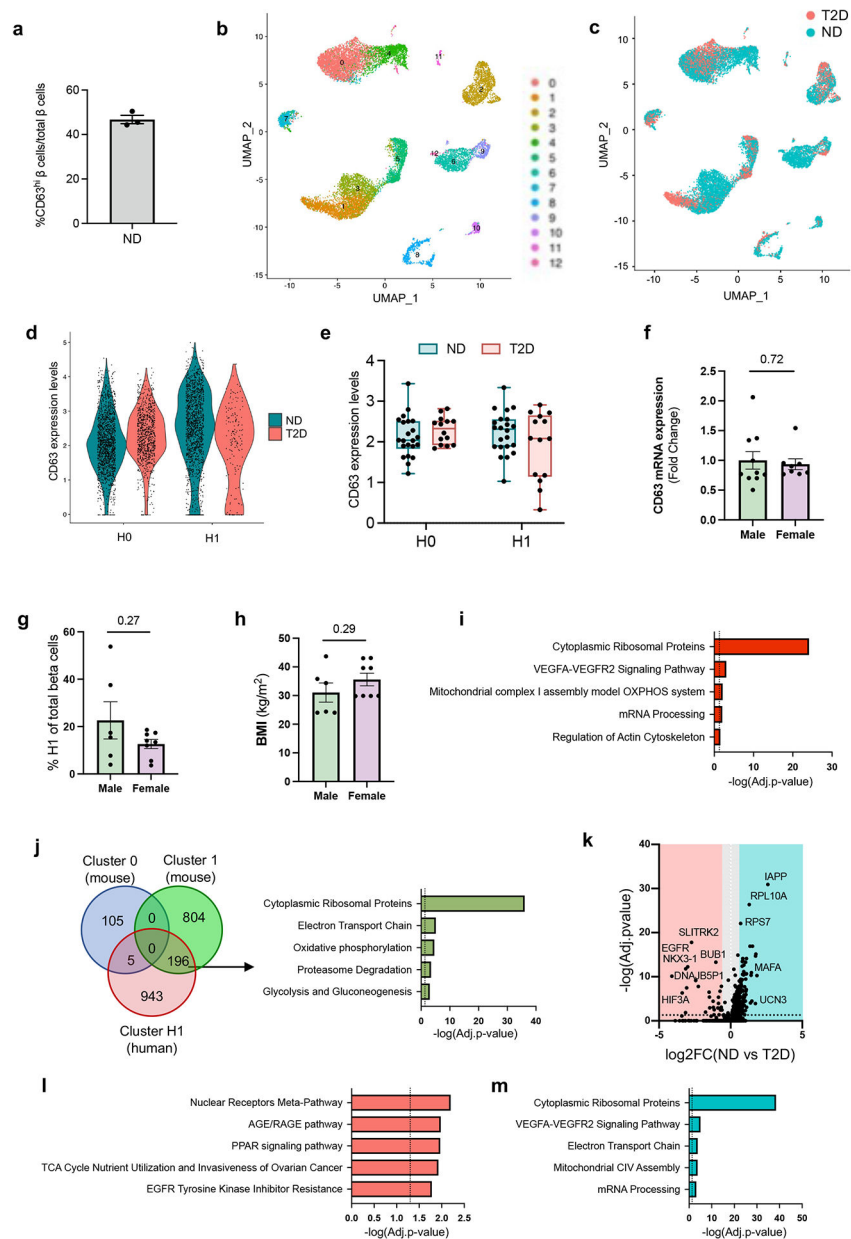 a
%CD63hi β cells/total β cells
60
40
20
0
ND
b
UMAP_2
10
5
0
-5
-10
-15
-10
-5
0
5
10
UMAP_1
0
1
2
3
4
5
6
7
8
9
10
11
12
0
1
2
3
4
5
6
7
8
9
10
11
12
c
T2D
ND
UMAP_2
10
5
0
-5
-10
-15
-10
-5
0
5
10
UMAP_1
d
CD63 expression levels
5
4
3
2
1
0
H0
H1
ND
T2D
e
ND
T2D
CD63 expression levels
4
3
2
1
0
H0
H1
f
0.72
CD63 mRNA expression
(Fold Change)
2.5
2.0
1.5
1.0
0.5
0.0
Male
Female
g
0.27
% H1 of total beta cells
60
40
20
0
Male
Female
h
0.29
BMI (kg/m2)
50
40
30
20
10
0
Male
Female
i
Cytoplasmic Ribosomal Proteins
VEGFA-VEGFR2 Signaling Pathway
Mitochondrial complex I assembly model OXPHOS system
mRNA Processing
Regulation of Actin Cytoskeleton
0
10
20
30
-log(Adj.p-value)
j
Cluster 0
(mouse)
Cluster 1
(mouse)
105
0
804
0
5
196
943
Cluster H1
(human)
Cytoplasmic Ribosomal Proteins
Electron Transport Chain
Oxidative phosphorylation
Proteasome Degradation
Glycolysis and Gluconeogenesis
0
10
20
30
40
-log(Adj.p-value)
k
-log(Adj.pvalue)
40
30
20
10
0
IAPP
RPL10A
RPS7
SLITRK2
EGFR
BUB1
NKX3-1
MAFA
DNAJB5P1
HIF3A
UCN3
-5
0
5
log2FC(ND vs T2D)
l
Nuclear Receptors Meta-Pathway
AGE/RAGE pathway
PPAR signaling pathway
TCA Cycle Nutrient Utilization and Invasiveness of Ovarian Cancer
EGFR Tyrosine Kinase Inhibitor Resistance
0.0
0.5
1.0
1.5
2.0
2.5
-log(Adj.p-value)
m
Cytoplasmic Ribosomal Proteins
VEGFA-VEGFR2 Signaling Pathway
Electron Transport Chain
Mitochondrial CIV Assembly
mRNA Processing
0
10
20
30
40
50
-log(Adj.p-value)